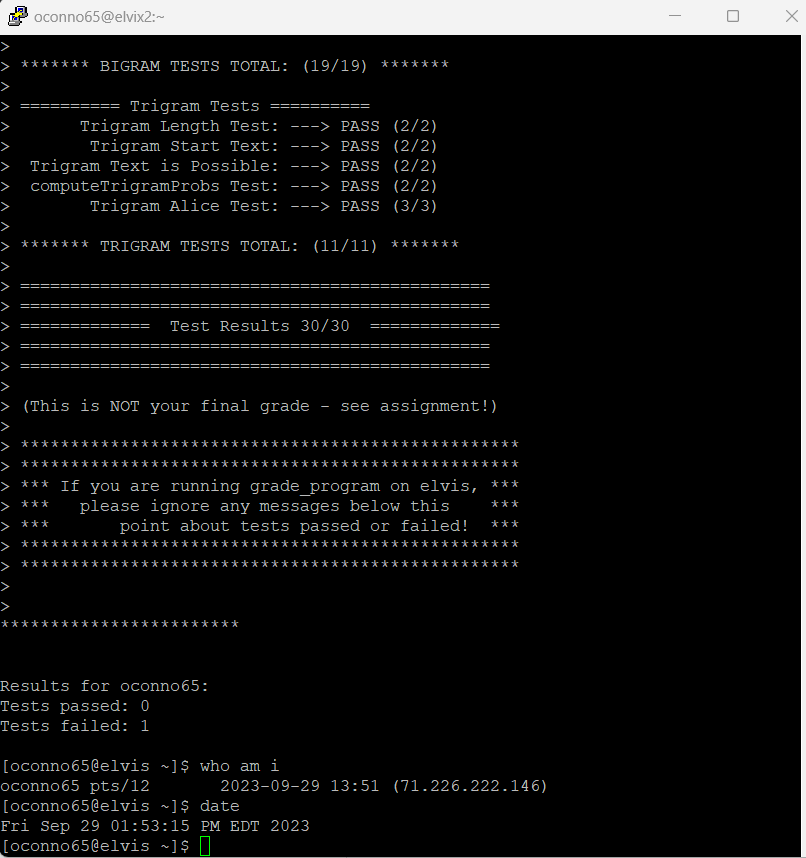 oconno65@elvix2:~
>
> ******* BIGRAM TESTS TOTAL: (19/19) *******
>
> ========== Trigram Tests ==========
>       Trigram Length Test: ---> PASS (2/2)
>        Trigram Start Text: ---> PASS (2/2)
>  Trigram Text is Possible: ---> PASS (2/2)
>  computeTrigramProbs Test: ---> PASS (2/2)
>        Trigram Alice Test: ---> PASS (3/3)
>
> ******* TRIGRAM TESTS TOTAL: (11/11) *******
>
> ===============================================
> ===============================================
> =============  Test Results 30/30  =============
> ===============================================
> ===============================================
>
> (This is NOT your final grade - see assignment!)
>
> **************************************************
> **************************************************
> *** If you are running grade_program on elvis, ***
> ***   please ignore any messages below this    ***
> ***       point about tests passed or failed!  ***
> **************************************************
> **************************************************
>
>
************************
Results for oconno65:
Tests passed: 0
Tests failed: 1
[oconno65@elvis ~]$ who am i
oconno65 pts/12       2023-09-29 13:51 (71.226.222.146)
[oconno65@elvis ~]$ date
Fri Sep 29 01:53:15 PM EDT 2023
[oconno65@elvis ~]$